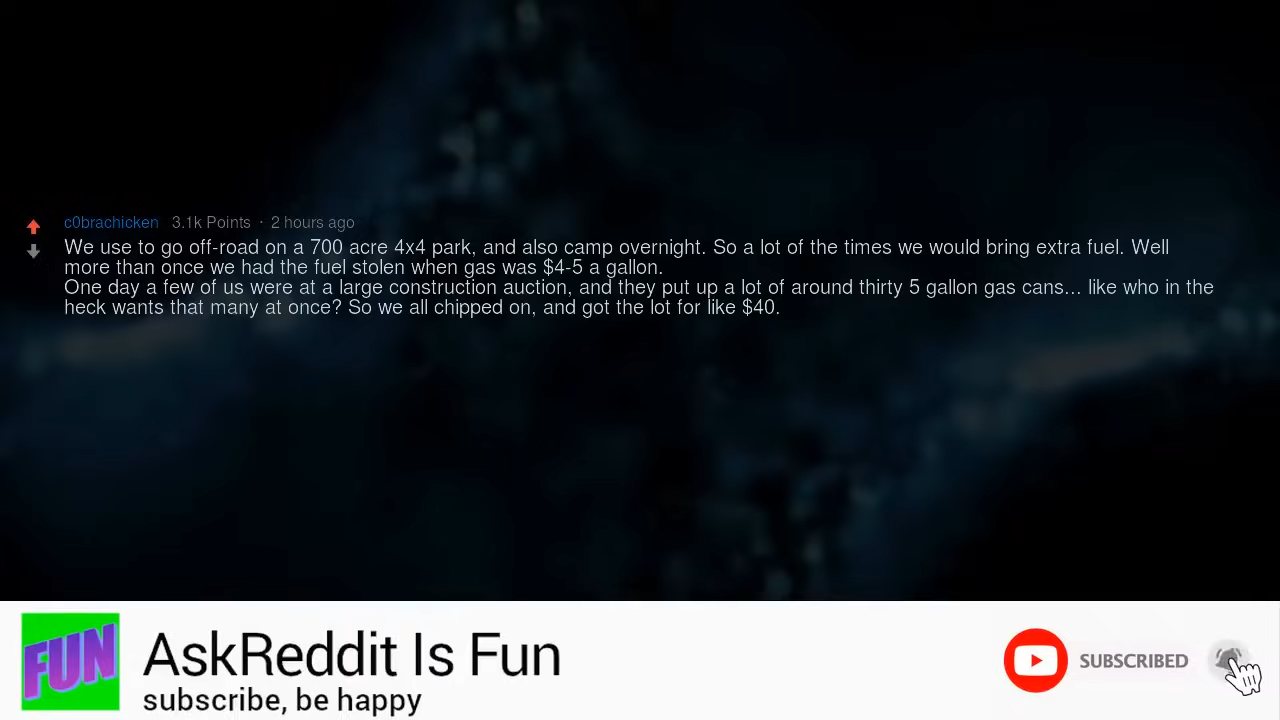 c0brachicken 3.1k Points · 2 hours ago
We use to go off-road on a 700 acre 4x4 park, and also camp overnight. So a lot of the times we would bring extra fuel. Well
more than once we had the fuel stolen when gas was $4-5 a gallon.
One day a few of us were at a large construction auction, and they put up a lot of around thirty 5 gallon gas cans... like who in the
heck wants that many at once? So we all chipped on, and got the lot for like $40.
FUN
AskReddit Is Fun
subscribe, be happy
SUBSCRIBED